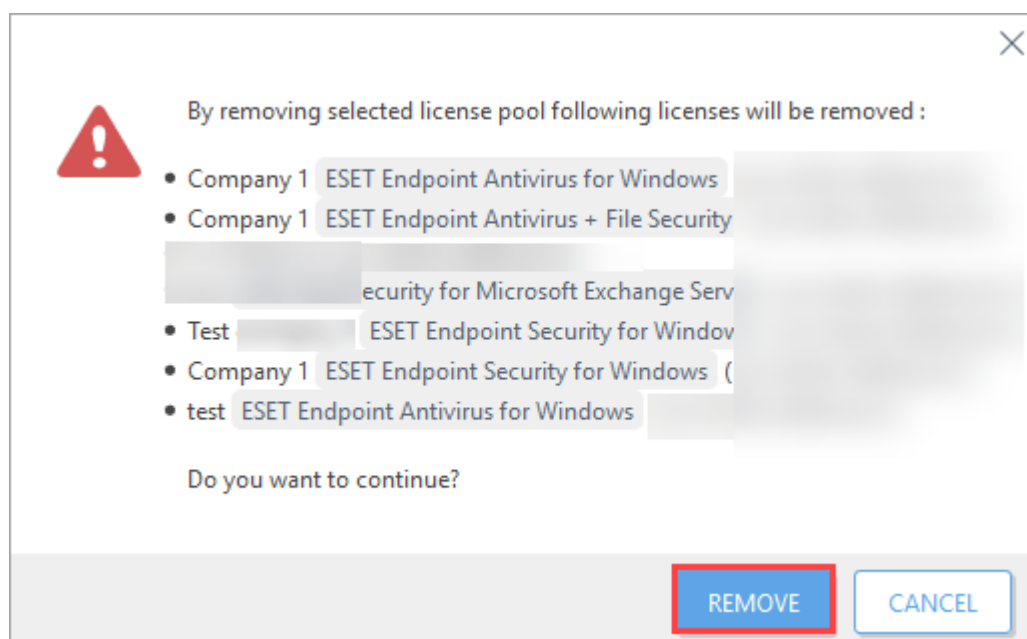 By removing selected license pool following licenses will be removed :
• Company 1 ESET Endpoint Antivirus for Windows
• Company 1 ESET Endpoint Antivirus + File Security
ecurity for Microsoft Exchange Serv
• Test ESET Endpoint Security for Window
• Company 1 ESET Endpoint Security for Windows (
• test ESET Endpoint Antivirus for Windows
Do you want to continue?
REMOVE CANCEL